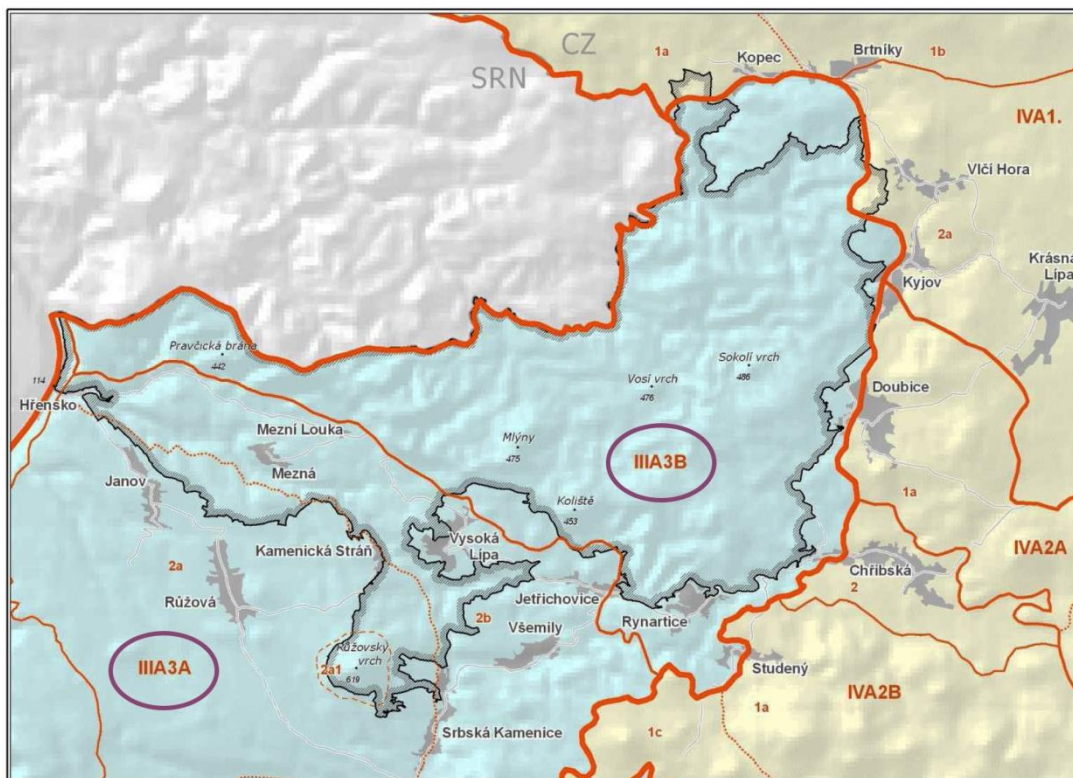 CZ
SRN
1a
Kopec
Brtníky
1b
IVA1.
Vlčí Hora
2a
Krásná
Lípa
Kyjov
Pravčická brána
442
114
Hřensko
Sokolí vrch
486
Vosí vrch
476
Doubice
Mezní Louka
Mlýny
475
IIIA3B
Mezná
Janov
Koliště
453
1a
Vysoká
Lípa
Kamenická Stráň
IVA2A
2a
Růžová
Chřibská
2
Jetřichovice
2b
Rynartice
Všemily
Růžovský
vrch
2a1
619
IIIA3A
Studený
IVA2B
1a
Srbská Kamenice
1c